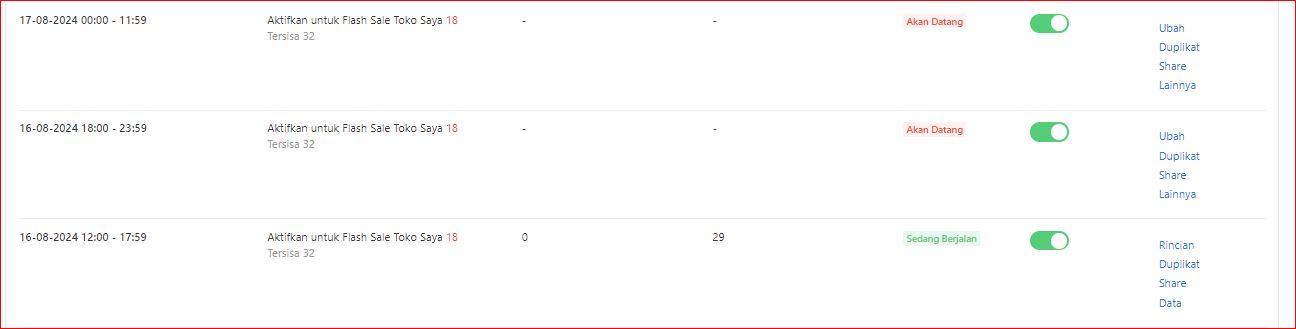 17-08-2024 00:00 - 11:59 Aktifkan untuk Flash Sale Toko Saya 18 - - Akan Datang
Tersisa 32
Ubah
Duplikat
Share
Lainnya
16-08-2024 18:00 - 23:59 Aktifkan untuk Flash Sale Toko Saya 18 - - Akan Datang
Tersisa 32
Ubah
Duplikat
Share
Lainnya
16-08-2024 12:00 - 17:59 Aktifkan untuk Flash Sale Toko Saya 18 0 29 Sedang Berjalan
Tersisa 32
Rincian
Duplikat
Share
Data